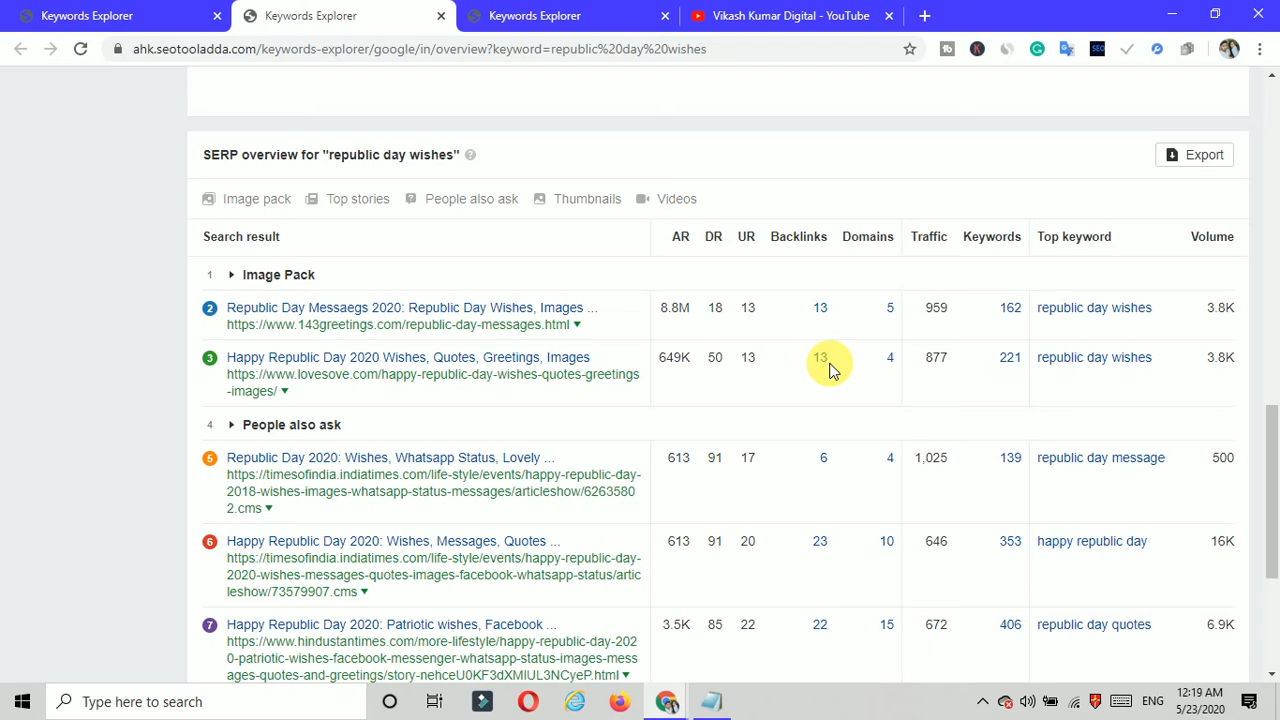 Keywords Explorer
Keywords Explorer
Keywords Explorer
Vikash Kumar Digital - YouTube
ahk.seotooladda.com/keywords-explorer/google/in/overview?keyword=republic%20day%20wishes
SERP overview for "republic day wishes" ?
Export
Image pack Top stories People also ask Thumbnails Videos
Search result AR DR UR Backlinks Domains Traffic Keywords Top keyword Volume
1 Image Pack
2 Republic Day Messaegs 2020: Republic Day Wishes, Images ... 8.8M 18 13 13 5 959 162 republic day wishes 3.8K
https://www.143greetings.com/republic-day-messages.html
3 Happy Republic Day 2020 Wishes, Quotes, Greetings, Images 649K 50 13 13 4 877 221 republic day wishes 3.8K
https://www.lovesove.com/happy-republic-day-wishes-quotes-greetings
-images/
4 People also ask
5 Republic Day 2020: Wishes, Whatsapp Status, Lovely ... 613 91 17 6 4 1,025 139 republic day message 500
https://timesofindia.indiatimes.com/life-style/events/happy-republic-day-
2018-wishes-images-whatsapp-status-messages/articleshow/6263580
2.cms
6 Happy Republic Day 2020: Wishes, Messages, Quotes ... 613 91 20 23 10 646 353 happy republic day 16K
https://timesofindia.indiatimes.com/life-style/events/happy-republic-day-
2020-wishes-messages-quotes-images-facebook-whatsapp-status/artic
leshow/73579907.cms
7 Happy Republic Day 2020: Patriotic wishes, Facebook ... 3.5K 85 22 22 15 672 406 republic day quotes 6.9K
https://www.hindustantimes.com/more-lifestyle/happy-republic-day-202
0-patriotic-wishes-facebook-messenger-whatsapp-status-images-mess
ages-quotes-and-greetings/story-nehceU0KF3dXMIUL3NCyeP.html
Type here to search
ENG
12:19 AM
5/23/2020